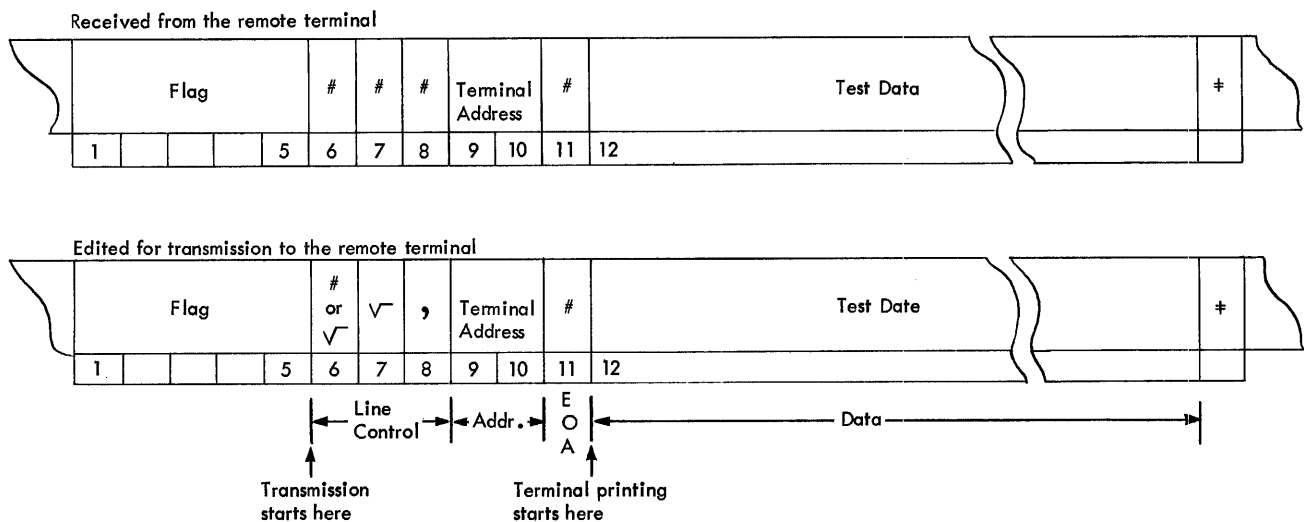 Received from the remote terminal
Flag # # # Terminal Address # Test Data ⧧
1 5 6 7 8 9 10 11 12
Edited for transmission to the remote terminal
Flag # or √ √ , Terminal Address # Test Date ⧧
1 5 6 7 8 9 10 11 12
Line Control Addr. EOA Data
Transmission starts here
Terminal printing starts here